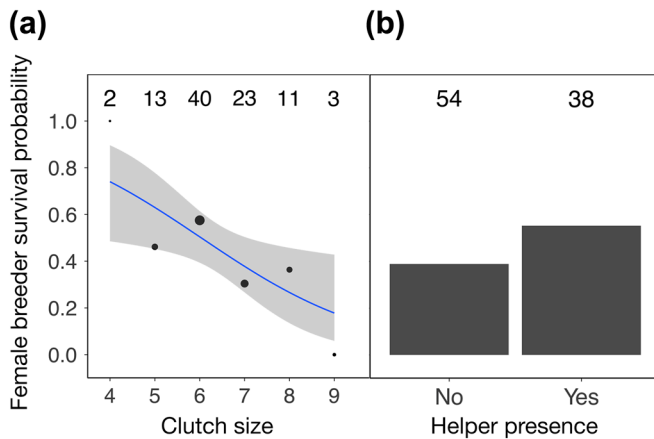 (a)
(b)
2 13 40 23 11 3
54 38
Female breeder survival probability
1.0
0.8
0.6
0.4
0.2
0.0
4 5 6 7 8 9
No Yes
Clutch size
Helper presence